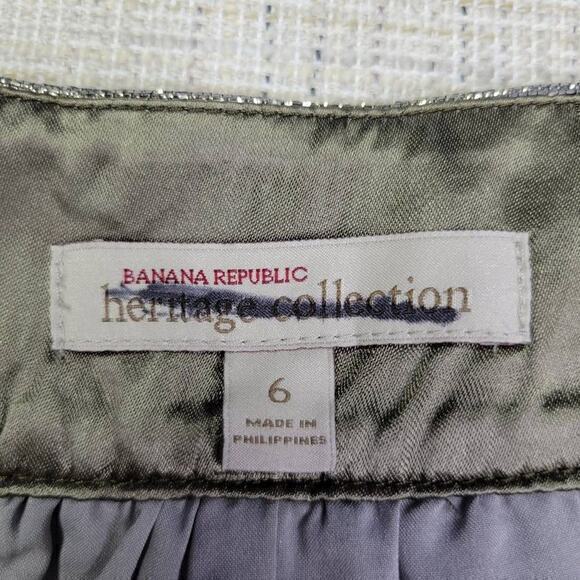 BANANA REPUBLIC
heritage collection
6
MADE IN
PHILIPPINES